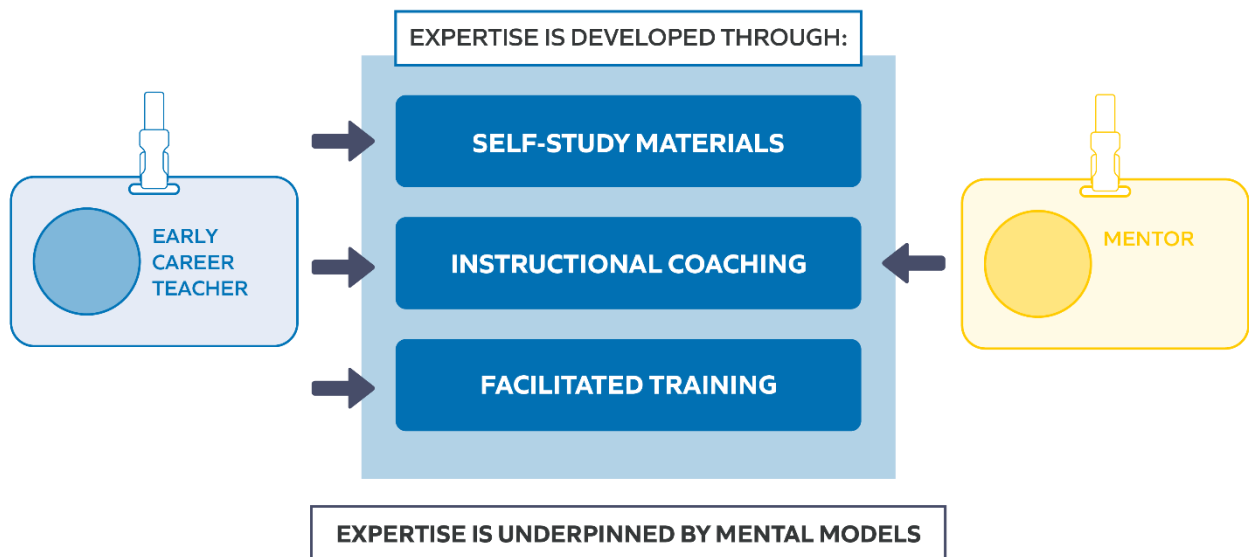 EXPERTISE IS DEVELOPED THROUGH:
SELF-STUDY MATERIALS
EARLY
CAREER
TEACHER
INSTRUCTIONAL COACHING
MENTOR
FACILITATED TRAINING
EXPERTISE IS UNDERPINNED BY MENTAL MODELS